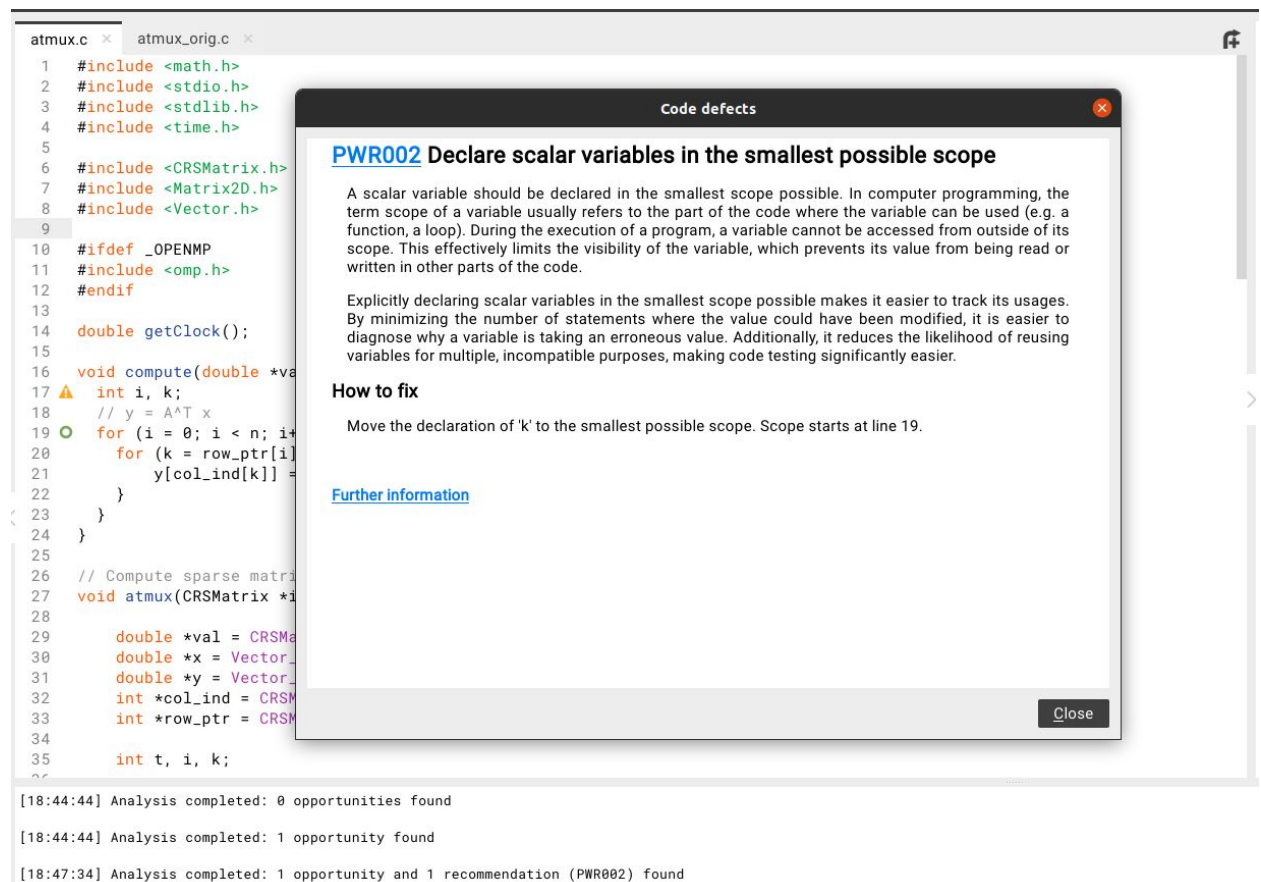 atmux.c × atmux_orig.c ×
1 #include <math.h>
2 #include <stdio.h>
3 #include <stdlib.h>
4 #include <time.h>
5
6 #include <CRSMatrix.h>
7 #include <Matrix2D.h>
8 #include <Vector.h>
9
10 #ifdef _OPENMP
11 #include <omp.h>
12 #endif
13
14 double getClock();
15
16 void compute(double *va
17 int i, k;
18 // y = A^T x
19 for (i = 0; i < n; i+
20 for (k = row_ptr[i]
21 y[col_ind[k]] =
22 }
23 }
24 }
25
26 // Compute sparse matri
27 void atmux(CRSMatrix *i
28
29 double *val = CRSMa
30 double *x = Vector_
31 double *y = Vector_
32 int *col_ind = CRSM
33 int *row_ptr = CRSM
34
35 int t, i, k;
Code defects
PWR002 Declare scalar variables in the smallest possible scope
A scalar variable should be declared in the smallest scope possible. In computer programming, the
term scope of a variable usually refers to the part of the code where the variable can be used (e.g. a
function, a loop). During the execution of a program, a variable cannot be accessed from outside of its
scope. This effectively limits the visibility of the variable, which prevents its value from being read or
written in other parts of the code.
Explicitly declaring scalar variables in the smallest scope possible makes it easier to track its usages.
By minimizing the number of statements where the value could have been modified, it is easier to
diagnose why a variable is taking an erroneous value. Additionally, it reduces the likelihood of reusing
variables for multiple, incompatible purposes, making code testing significantly easier.
How to fix
Move the declaration of 'k' to the smallest possible scope. Scope starts at line 19.
Further information
Close
[18:44:44] Analysis completed: 0 opportunities found
[18:44:44] Analysis completed: 1 opportunity found
[18:47:34] Analysis completed: 1 opportunity and 1 recommendation (PWR002) found